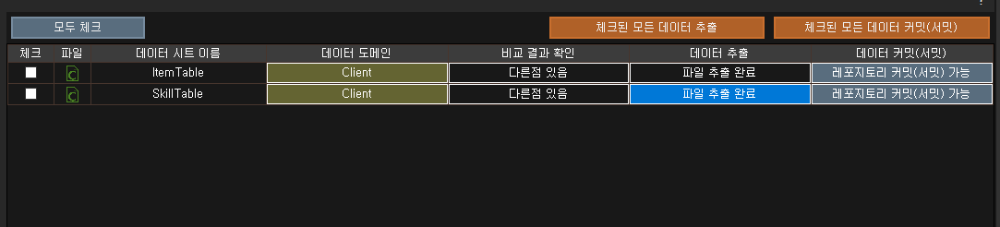 모두 체크 체크된 모든 데이터 추출 체크된 모든 데이터 커밋(서밋)
체크 파일 데이터 시트 이름 데이터 도메인 비교 결과 확인 데이터 추출 데이터 커밋(서밋)
C ItemTable Client 다른점 있음 파일 추출 완료 레포지토리 커밋(서밋) 가능
C SkillTable Client 다른점 있음 파일 추출 완료 레포지토리 커밋(서밋) 가능